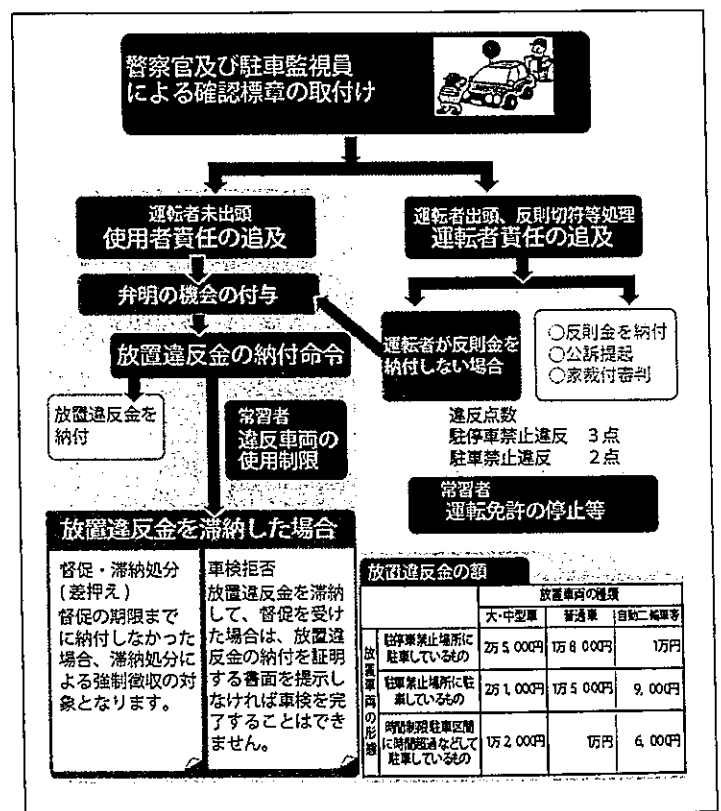 警察官及び駐車監視員
による確認標章の取付け
運転者未出頭
使用者責任の追及
運転者出頭、反則切符等処理
運転者責任の追及
弁明の機会の付与
放置違反金の納付命令
運転者が反則金を
納付しない場合
○反則金を納付
○公訴提起
○家裁付審判
放置違反金を
納付
常習者
違反車両の
使用制限
違反点数
駐停車禁止違反 3点
駐車禁止違反 2点
常習者
運転免許の停止等
放置違反金を滞納した場合
督促・滞納処分
(差押え)
督促の期限まで
に納付しなかった
場合、滞納処分に
よる強制徴収の対
象となります。
車検拒否
放置違反金を滞納
して、督促を受け
た場合は、放置違
反金の納付を証明
する書面を提示し
なければ車検を完
了することはでき
ません。
放置違反金の額
放置車両の種類
大・中型車 普通車 自動二輪車等
放置車両の形態
駐停車禁止場所に
駐車しているもの
2万5,000円 1万8,000円 1万円
駐車禁止場所に駐
車しているもの
2万1,000円 1万5,000円 9,000円
時間制限駐車区間
に時間超過などして
駐車しているもの
1万2,000円 1万円 6,000円